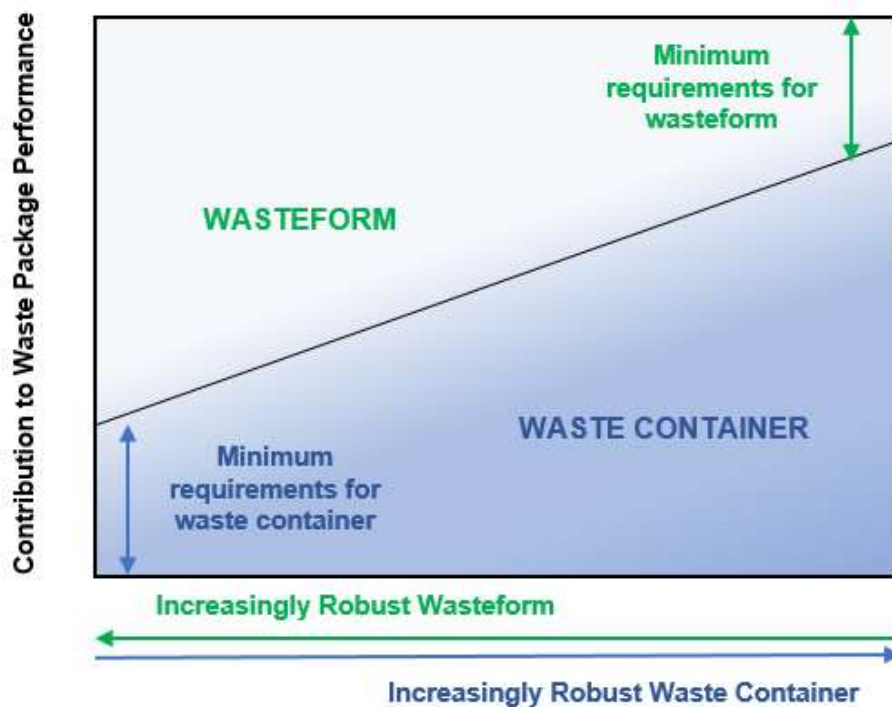 Contribution to Waste Package Performance
Minimum
requirements for
wasteform
WASTEFORM
WASTE CONTAINER
Minimum
requirements for
waste container
Increasingly Robust Wasteform
Increasingly Robust Waste Container